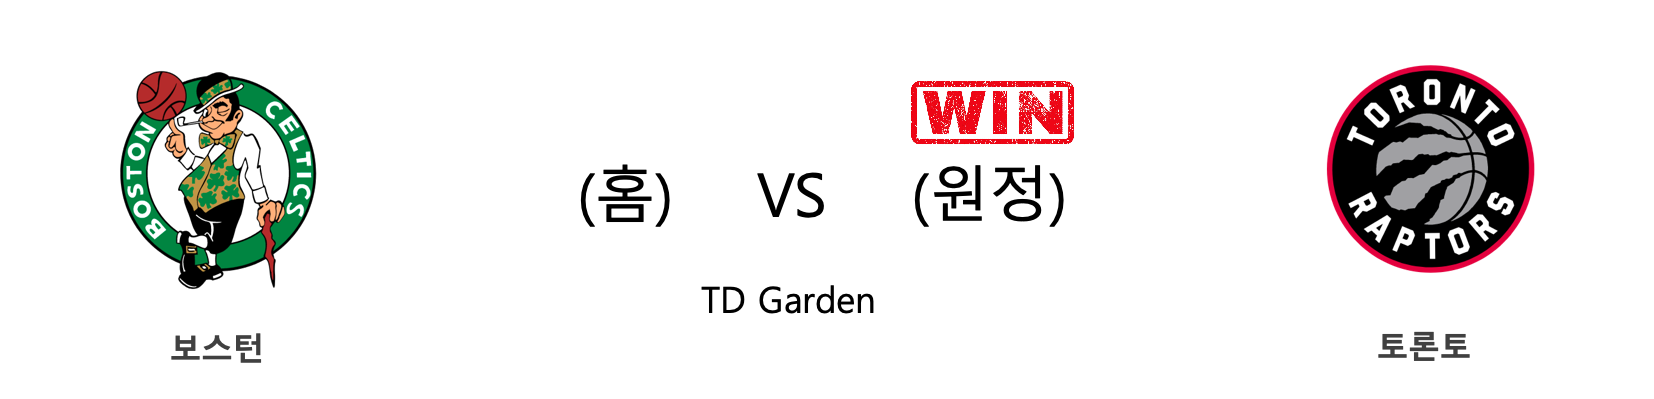 BOSTON CELTICS
WIN
TORONTO
RAPTORS
(홈) VS (원정)
TD Garden
보스턴
토론토